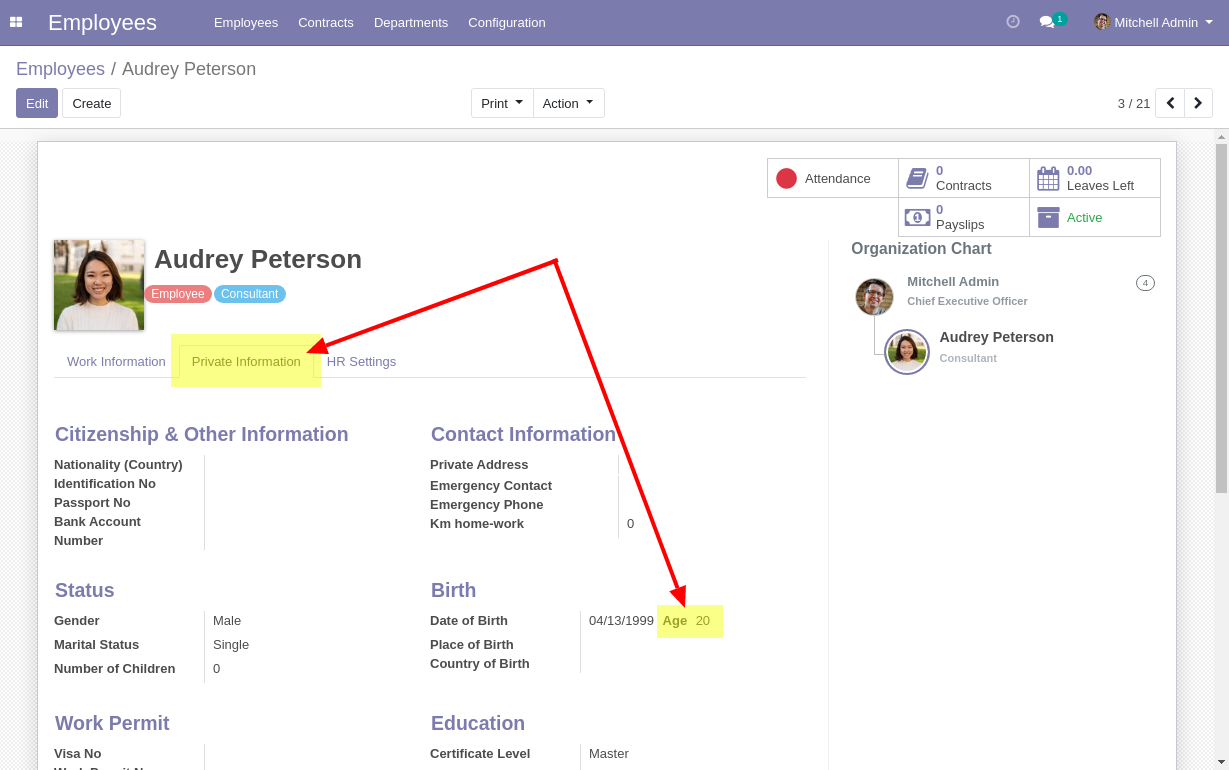 Employees Employees Contracts Departments Configuration 1 Mitchell Admin
Employees / Audrey Peterson
Edit Create Print Action 3 / 21
Attendance
0
Contracts
0.00
Leaves Left
0
Payslips
Active
Audrey Peterson
Employee Consultant
Work Information Private Information HR Settings
Citizenship & Other Information
Nationality (Country)
Identification No
Passport No
Bank Account
Number
Contact Information
Private Address
Emergency Contact
Emergency Phone
Km home-work 0
Status
Gender Male
Marital Status Single
Number of Children 0
Birth
Date of Birth 04/13/1999 Age 20
Place of Birth
Country of Birth
Work Permit
Visa No
Education
Certificate Level Master
Organization Chart
Mitchell Admin 4
Chief Executive Officer
Audrey Peterson
Consultant